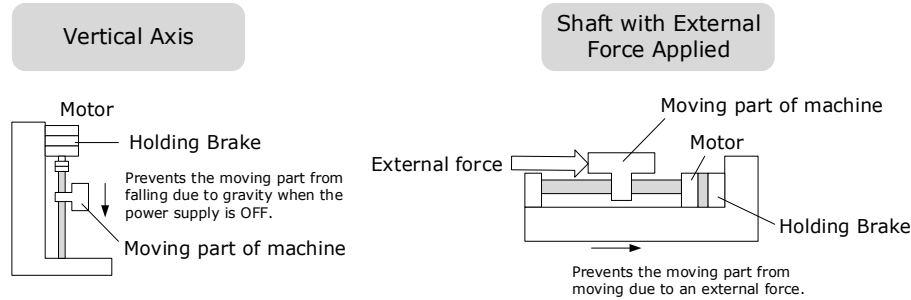 Vertical Axis
Motor
Holding Brake
Prevents the moving part from
falling due to gravity when the
power supply is OFF.
Moving part of machine
Shaft with External
Force Applied
Moving part of machine
Motor
External force
Holding Brake
Prevents the moving part from
moving due to an external force.